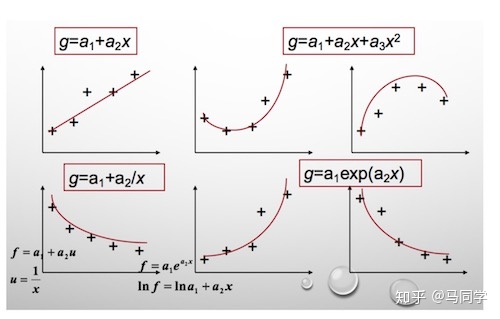 g=a₁+a₂x
g=a₁+a₂x+a₃x²
g=a₁+a₂/x
g=a₁exp(a₂x)
f = a₁ + a₂u
u = 1/x
f = a₁e^{a₂x}
ln f = ln a₁ + a₂x
知乎 @马同学